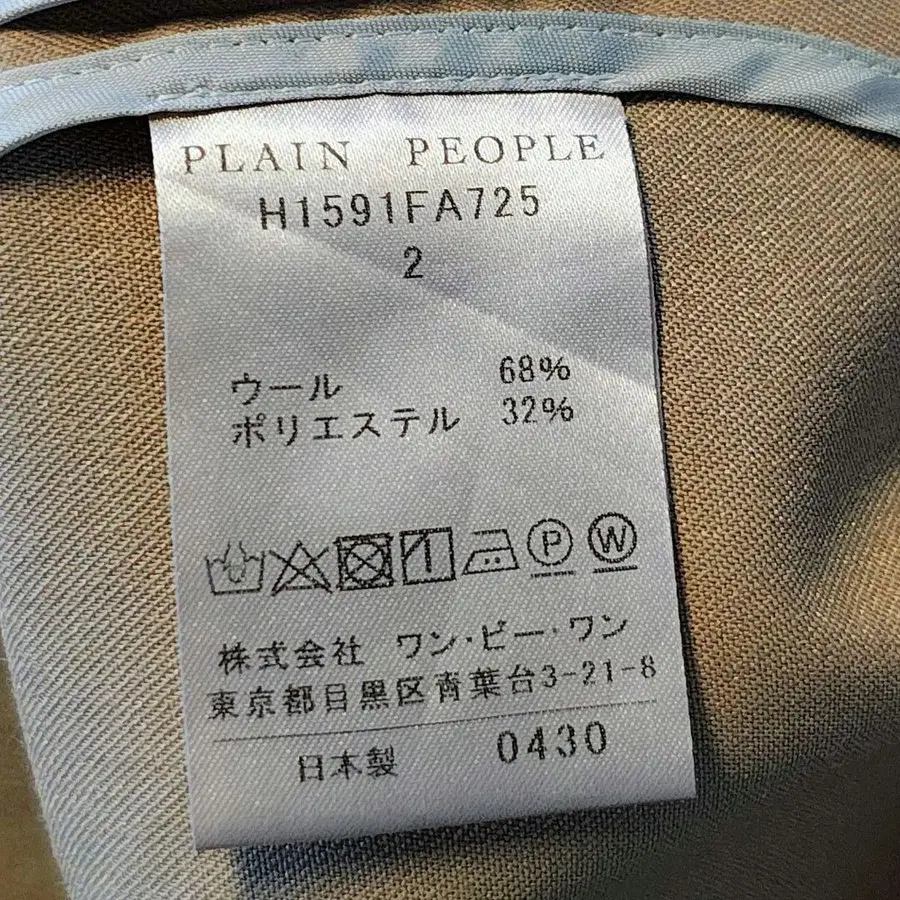 PLAIN PEOPLE
H1591FA725
2
ウール 68%
ポリエステル 32%
P W
株式会社 ワン・ビー・ワン
東京都目黒区青葉台3-21-8
日本製 0430